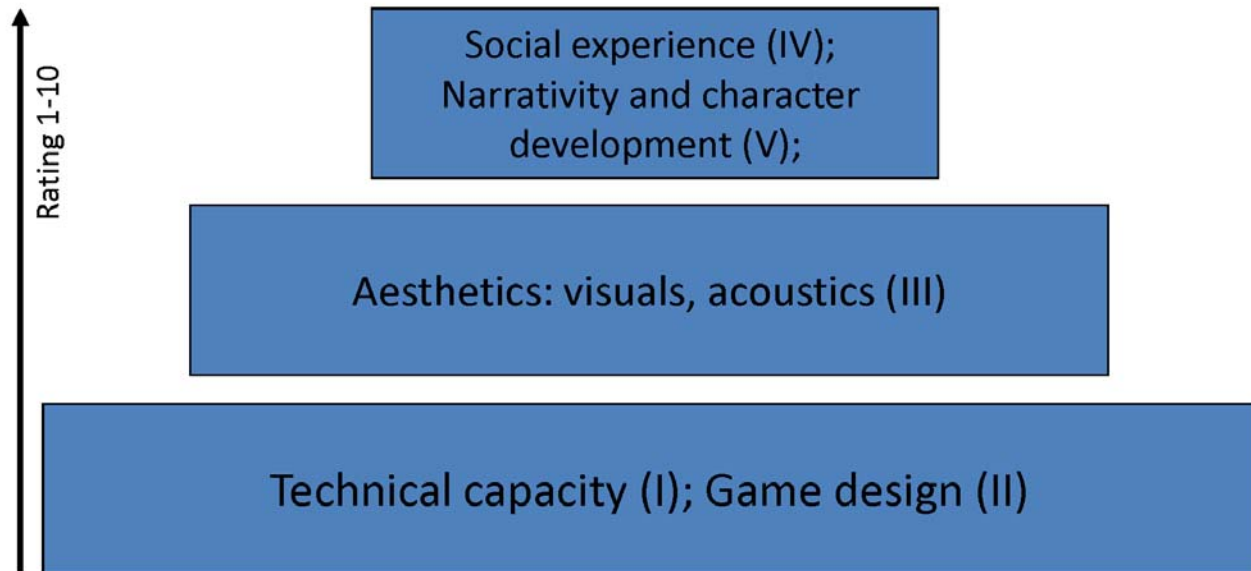 Rating 1-10
Social experience (IV);
Narrativity and character
development (V);
Aesthetics: visuals, acoustics (III)
Technical capacity (I); Game design (II)